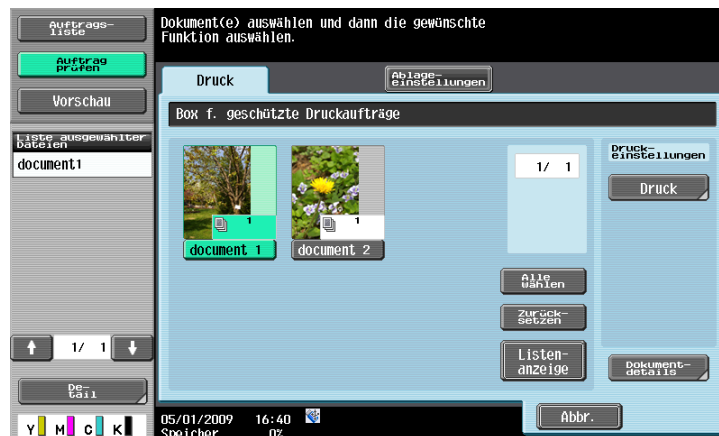 Auftrags-
liste
Auftrag
prüfen
Vorschau
Liste ausgewählter
Dateien
document1
1/ 1
De-
tail
Y M C K
Dokument(e) auswählen und dann die gewünschte
Funktion auswählen.
Druck
Ablage-
einstellungen
Box f. geschützte Druckaufträge
1
document 1
1
document 2
1/ 1
Alle
wählen
Zurück-
setzen
Listen-
anzeige
Druck-
einstellungen
Druck
Dokument-
details
05/01/2009 16:40
Speicher 0%
Abbr.